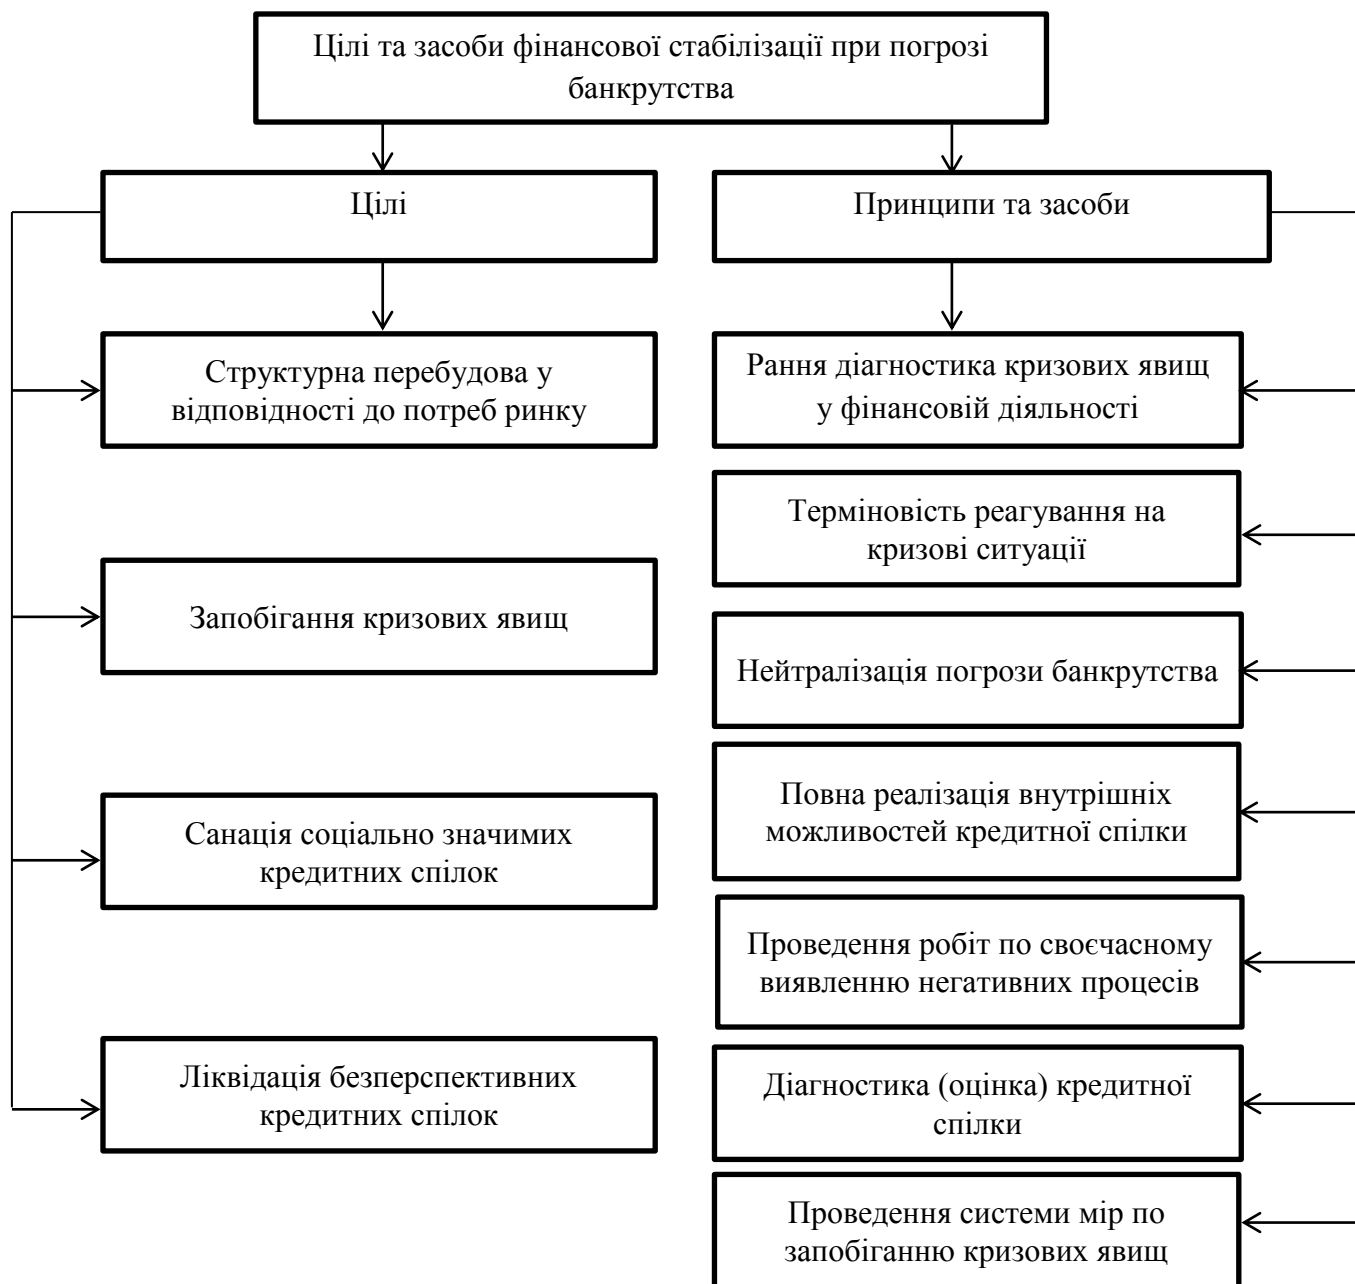 Цілі та засоби фінансової стабілізації при погрозі
банкрутства
Цілі
Принципи та засоби
Структурна перебудова у
відповідності до потреб ринку
Запобігання кризових явищ
Санація соціально значимих
кредитних спілок
Ліквідація безперспективних
кредитних спілок
Рання діагностика кризових явищ
у фінансовій діяльності
Терміновість реагування на
кризові ситуації
Нейтралізація погрози банкрутства
Повна реалізація внутрішніх
можливостей кредитної спілки
Проведення робіт по своєчасному
виявленню негативних процесів
Діагностика (оцінка) кредитної
спілки
Проведення системи мір по
запобіганню кризових явищ